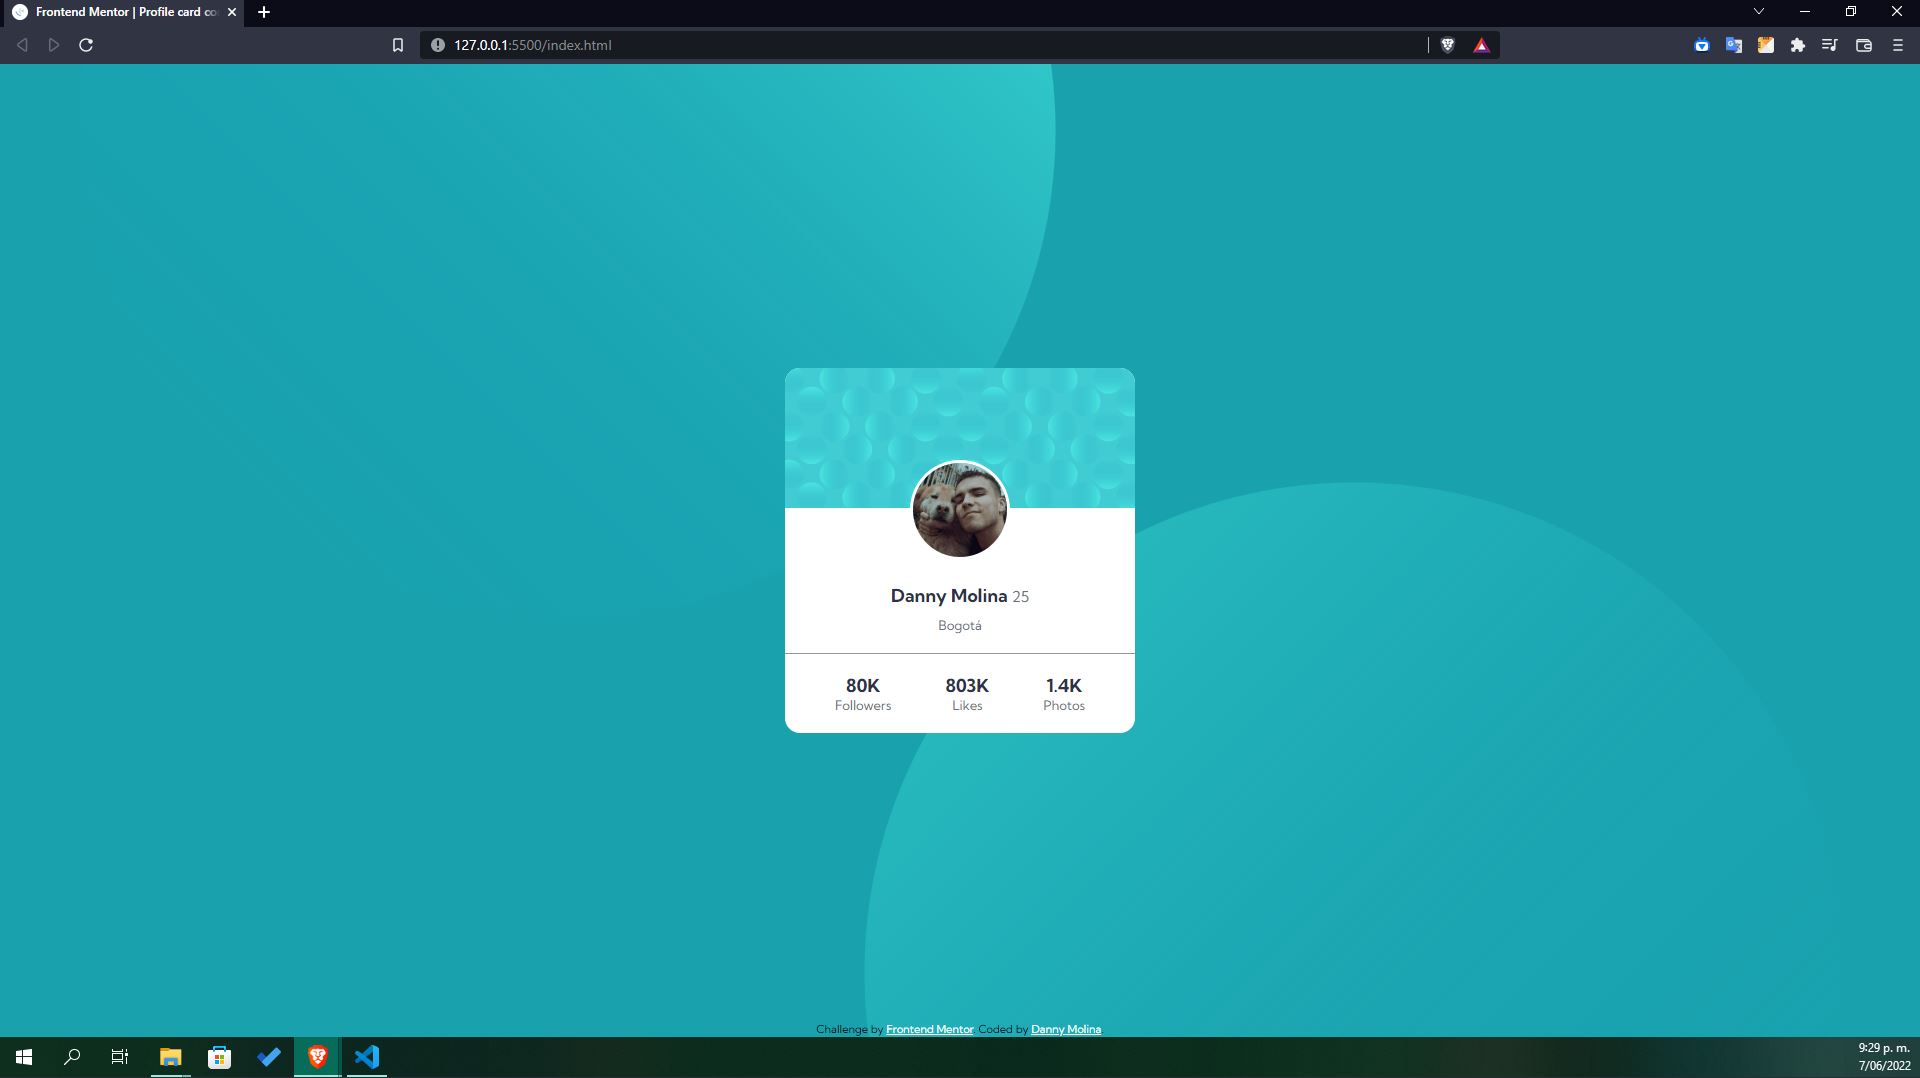 Frontend Mentor | Profile card co
127.0.0.1:5500/index.html
Danny Molina 25
Bogotá
80K 803K 1.4K
Followers Likes Photos
Challenge by Frontend Mentor. Coded by Danny Molina
9:29 p. m.
7/06/2022